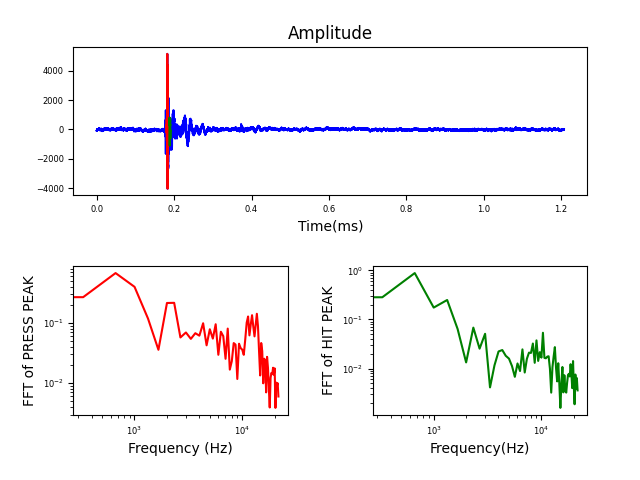 Amplitude
4000
2000
0
−2000
−4000
0.0 0.2 0.4 0.6 0.8 1.0 1.2
Time(ms)
FFT of PRESS PEAK
10⁻¹
10⁻²
10³ 10⁴
Frequency (Hz)
FFT of HIT PEAK
10⁰
10⁻¹
10⁻²
10³ 10⁴
Frequency(Hz)